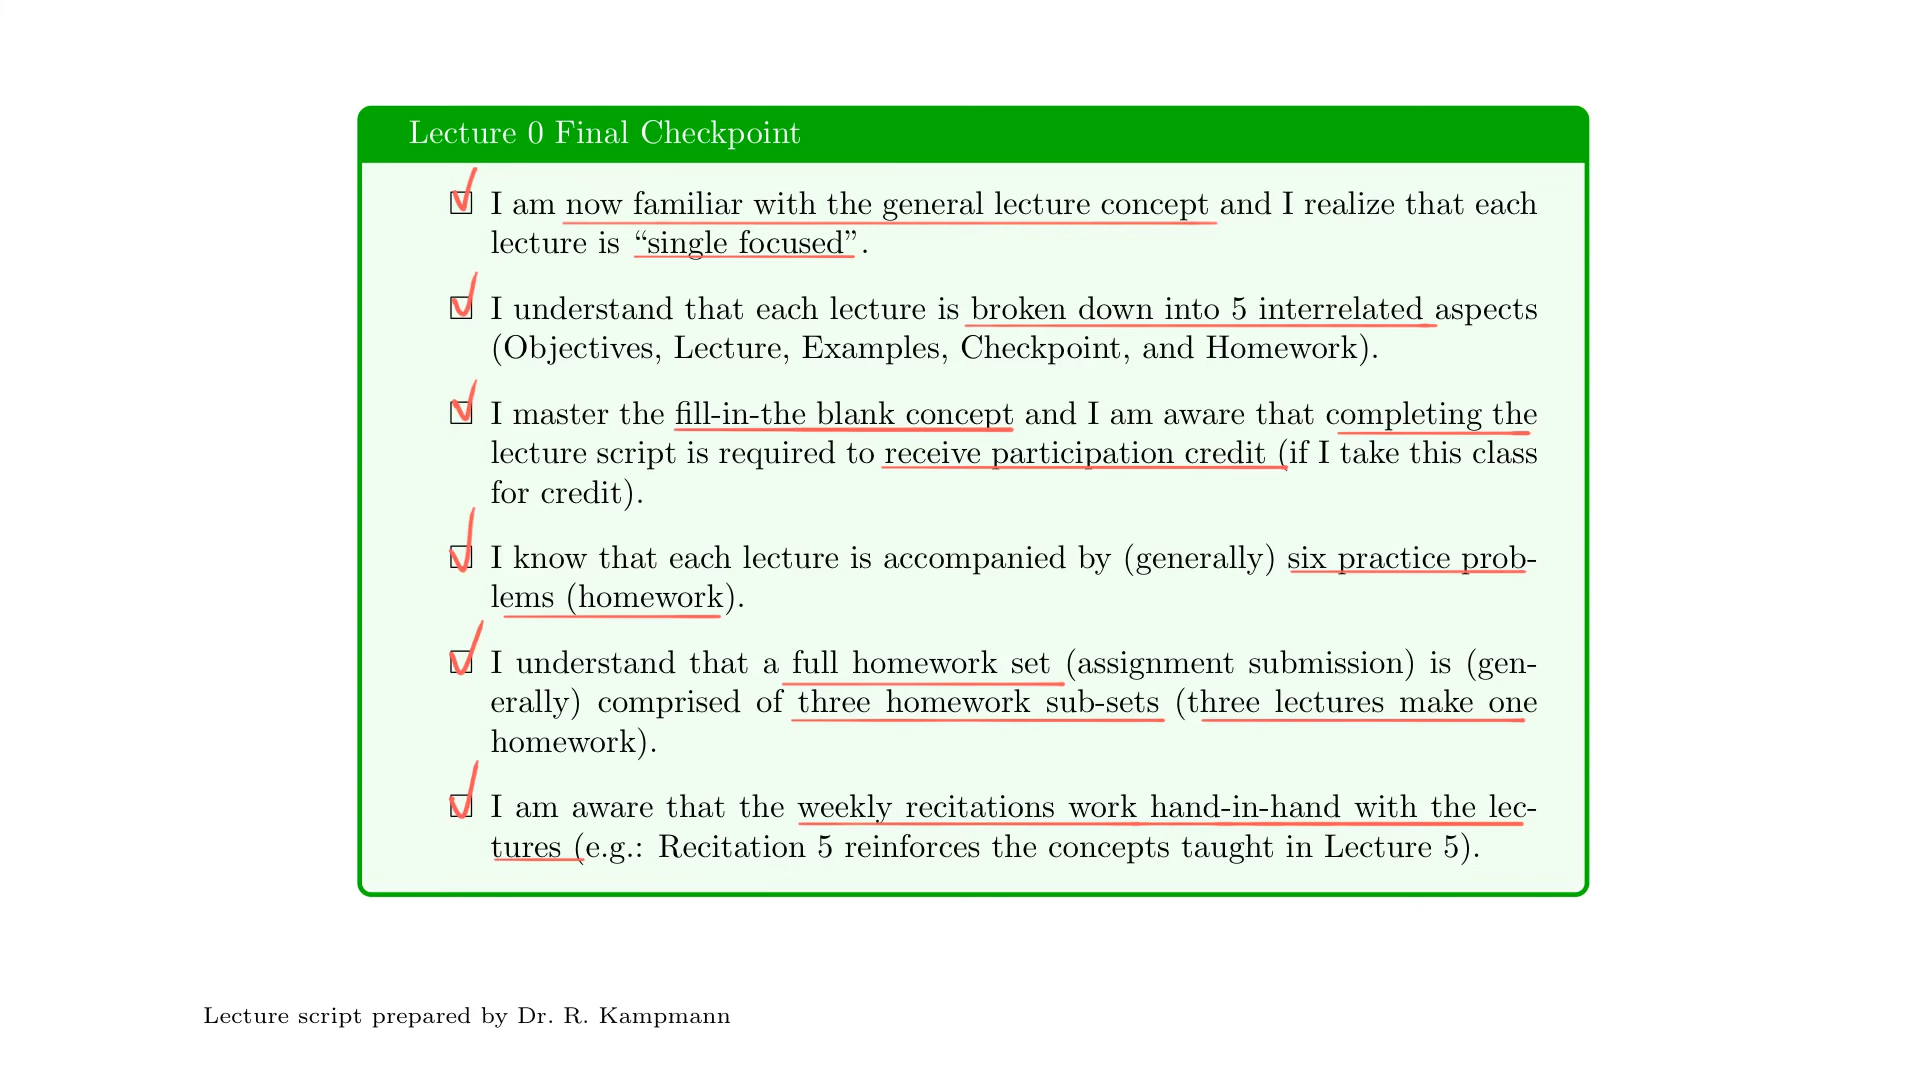 Lecture 0 Final Checkpoint
I am now familiar with the general lecture concept and I realize that each
lecture is “single focused”.
I understand that each lecture is broken down into 5 interrelated aspects
(Objectives, Lecture, Examples, Checkpoint, and Homework).
I master the fill-in-the blank concept and I am aware that completing the
lecture script is required to receive participation credit (if I take this class
for credit).
I know that each lecture is accompanied by (generally) six practice prob-
lems (homework).
I understand that a full homework set (assignment submission) is (gen-
erally) comprised of three homework sub-sets (three lectures make one
homework).
I am aware that the weekly recitations work hand-in-hand with the lec-
tures (e.g.: Recitation 5 reinforces the concepts taught in Lecture 5).
Lecture script prepared by Dr. R. Kampmann